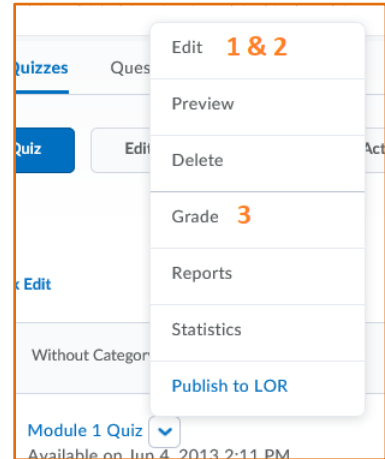 Edit 1 & 2
Quizzes Ques
Preview
Quiz Edit Act
Delete
Grade 3
Edit
Reports
Statistics
Without Categor
Publish to LOR
Module 1 Quiz
Available on Jun 4, 2013 2:11 PM